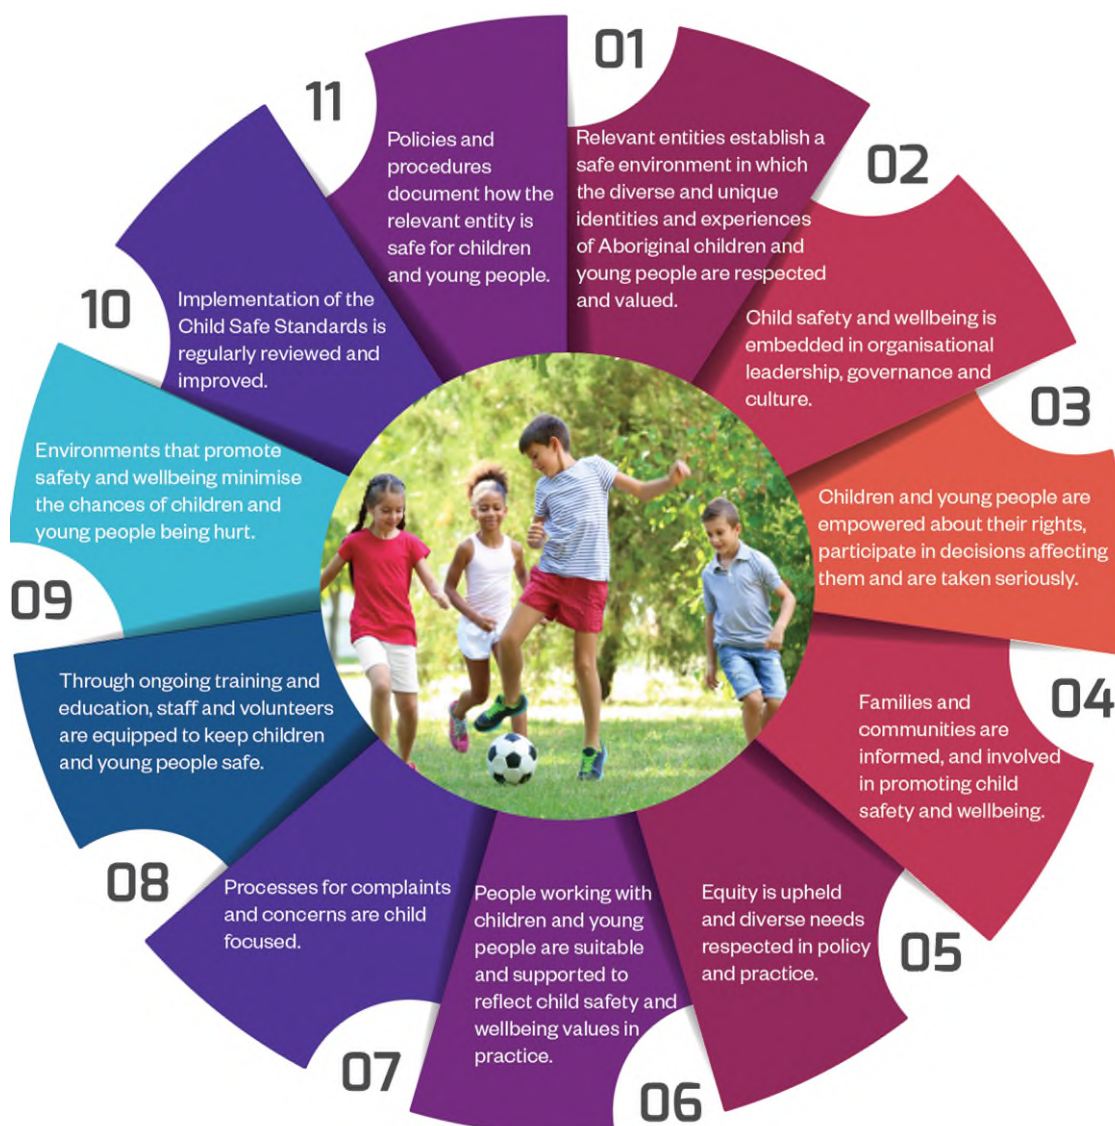 01
Relevant entities establish a
safe environment in which
the diverse and unique
identities and experiences
of Aboriginal children and
young people are respected
and valued.
02
Child safety and wellbeing is
embedded in organisational
leadership, governance and
culture.
03
Children and young people are
empowered about their rights,
participate in decisions affecting
them and are taken seriously.
04
Families and
communities are
informed, and involved
in promoting child
safety and wellbeing.
05
Equity is upheld
and diverse needs
respected in policy
and practice.
06
People working with
children and young
people are suitable
and supported to
reflect child safety and
wellbeing values in
practice.
07
Processes for complaints
and concerns are child
focused.
08
Through ongoing training and
education, staff and volunteers
are equipped to keep children
and young people safe.
09
Environments that promote
safety and wellbeing minimise
the chances of children and
young people being hurt.
10
Implementation of the
Child Safe Standards is
regularly reviewed and
improved.
11
Policies and
procedures
document how the
relevant entity is
safe for children
and young people.